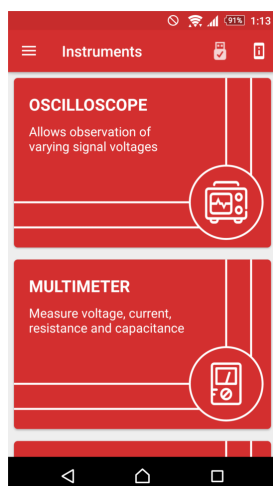 91% 1:13
Instruments
OSCILLOSCOPE
Allows observation of
varying signal voltages
MULTIMETER
Measure voltage, current,
resistance and capacitance